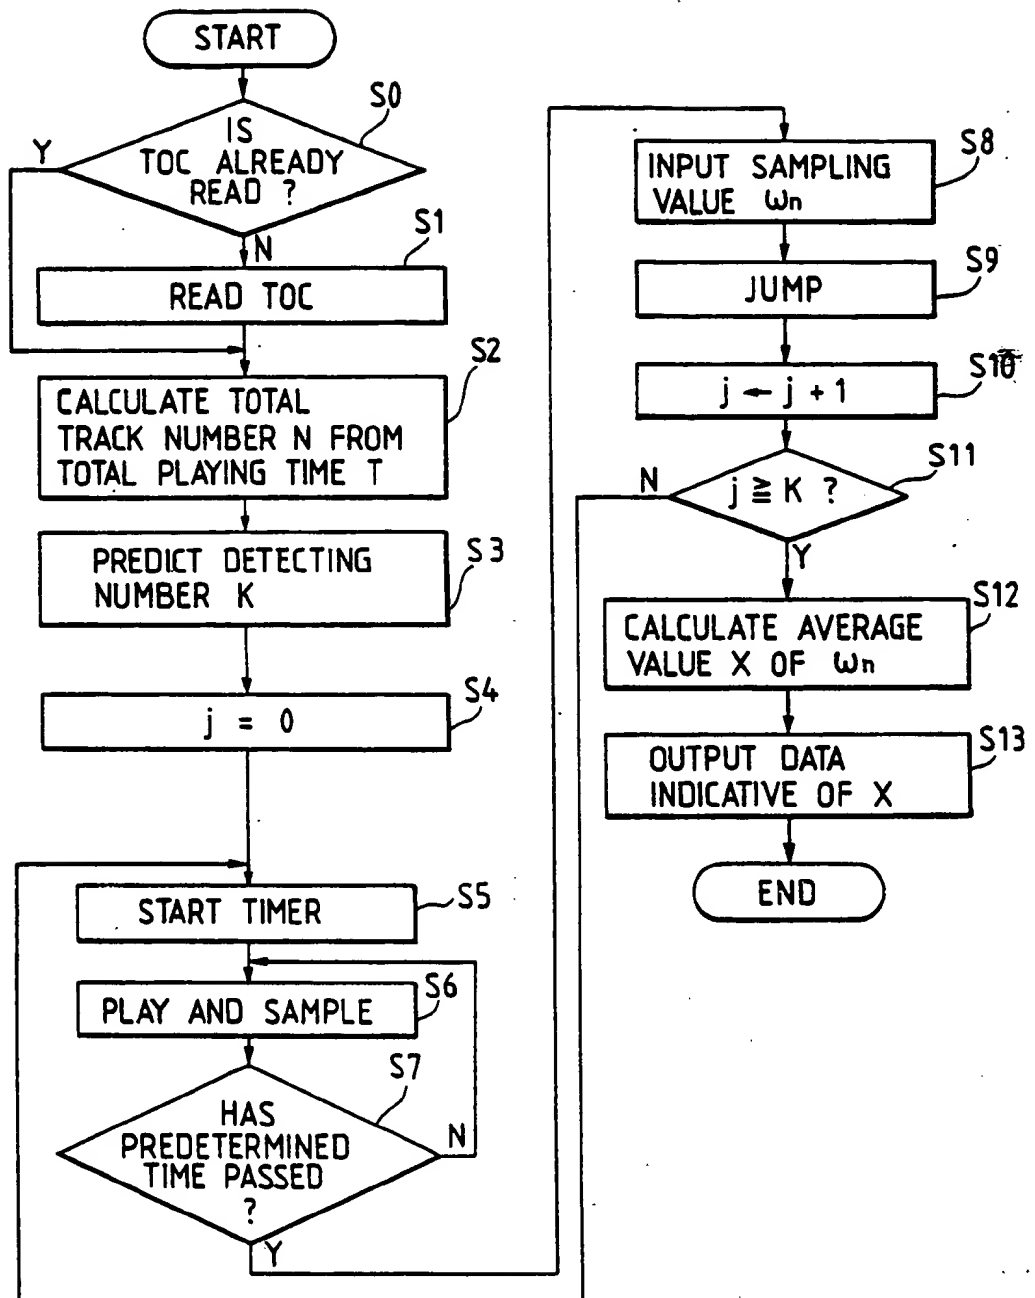 START
S0
IS
TOC ALREADY
READ ?
Y
N
S1
READ TOC
S2
CALCULATE TOTAL
TRACK NUMBER N FROM
TOTAL PLAYING TIME T
S3
PREDICT DETECTING
NUMBER K
S4
j = 0
S5
START TIMER
S6
PLAY AND SAMPLE
S7
HAS
PREDETERMINED
TIME PASSED
?
N
Y
S8
INPUT SAMPLING
VALUE ωn
S9
JUMP
S10
j ← j + 1
S11
j ≧ K ?
N
Y
S12
CALCULATE AVERAGE
VALUE X OF ωn
S13
OUTPUT DATA
INDICATIVE OF X
END